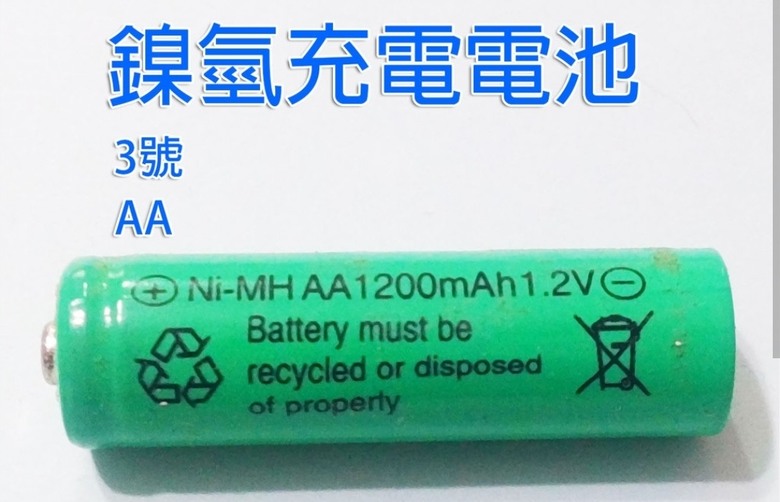 鎳氫充電電池
3號
AA
+ Ni-MH AA1200mAh1.2V −
Battery must be
recycled or disposed
of property